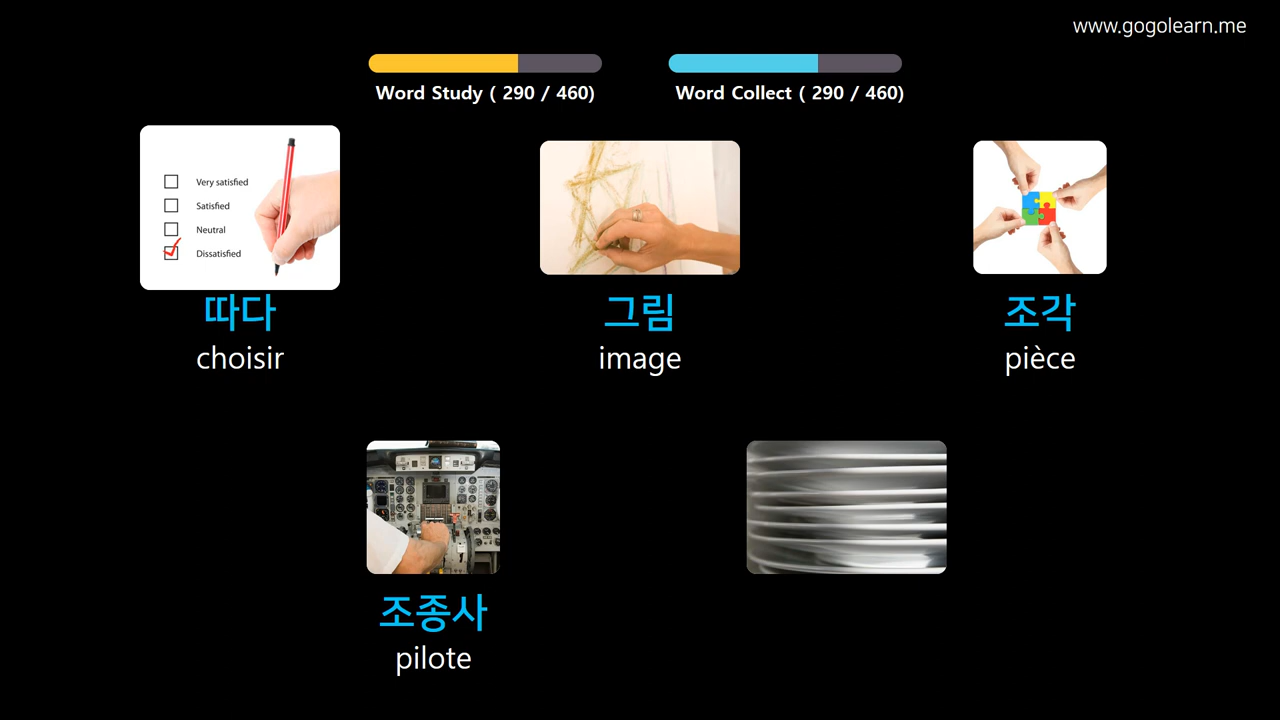 www.gogolearn.me
Word Study ( 290 / 460)
Word Collect ( 290 / 460)
Very satisfied
Satisfied
Neutral
Dissatisfied
따다
choisir
그림
image
조각
pièce
조종사
pilote